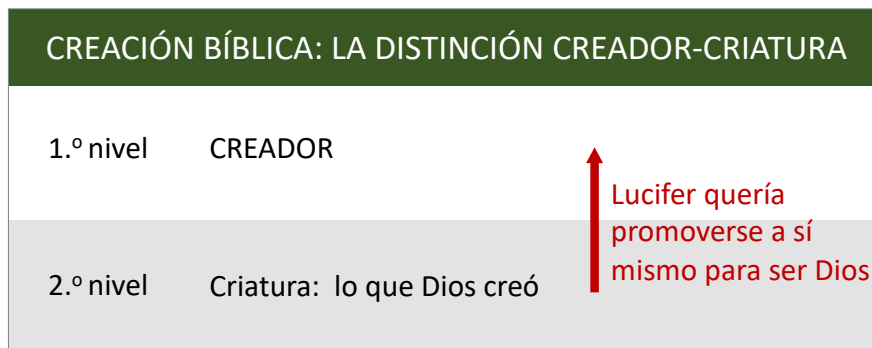 CREACIÓN BÍBLICA: LA DISTINCIÓN CREADOR-CRIATURA
1.º nivel CREADOR
Lucifer quería
promoverse a sí
mismo para ser Dios
2.º nivel Criatura: lo que Dios creó